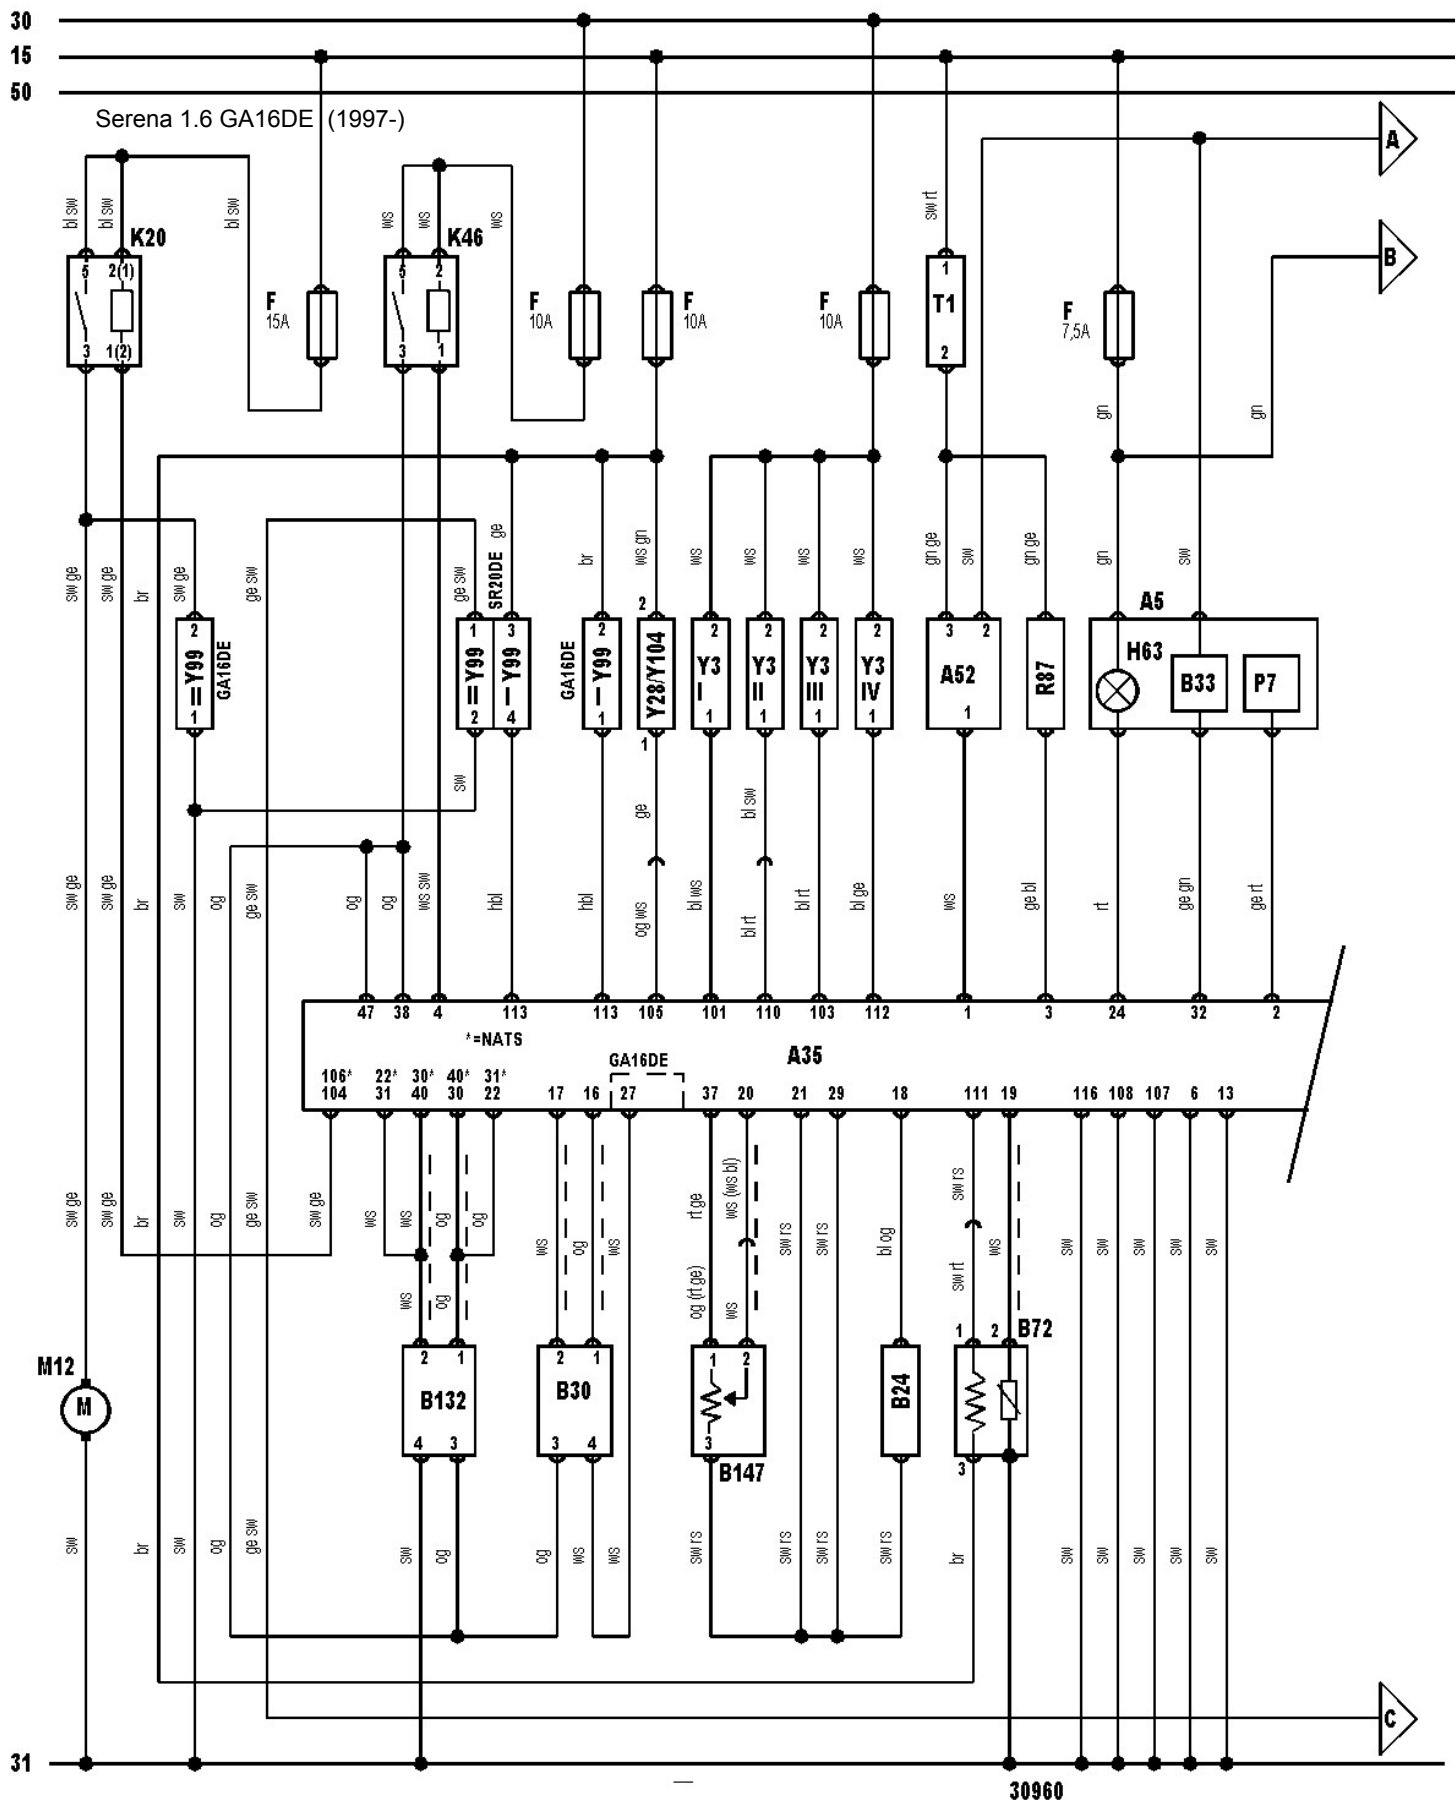 30
15
50
Serena 1.6 GA16DE (1997-)
A
bl sw
bl sw
bl sw
ws
ws
ws
sw rt
K20
K46
B
5 2(1)
5 2
1
F
15A
F
10A
F
10A
F
10A
T1
F
7,5A
3 1(2)
3 1
2
gn
gn
sw ge
sw ge
br
sw ge
ge sw
ge sw
SR20DE
ge
br
ws gn
ws
ws
ws
ws
gn ge
sw
gn ge
gn
sw
A5
2
2
1 3
2
2
2
2
2
3 2
II Y99
GA16DE
II Y99
I Y99
GA16DE
I Y99
Y28/Y104
Y3
I
Y3
II
Y3
III
Y3
IV
A52
R87
H63
B33
P7
1
2 4
1
1
1
1
1
1
1
sw
ge
bl sw
sw ge
sw ge
br
sw
og
ge sw
og
og
ws sw
hbl
hbl
og ws
bl ws
bl rt
bl rt
bl ge
ws
ge bl
rt
ge gn
ge rt
47 38 4 113 113 105 101 110 103 112 1 3 24 32 2
*=NATS
A35
GA16DE
106* 22* 30* 40* 31*
104 31 40 30 22 17 16 27 37 20 21 29 18 111 19 116 108 107 6 13
sw ge
sw ge
br
sw
og
ge sw
sw ge
ws
ws
og
og
ws
og
ws
rt ge
ws (ws bl)
sw rs
sw rs
bl og
sw rs
ws
sw
sw
sw
sw
sw
ws
og
og (rt ge)
ws
sw rt
1 2 B72
M12
M
2 1
B132
4 3
2 1
B30
3 4
1 2
3
B147
B24
3
sw
br
sw
og
ge sw
sw
og
og
ws
ws
sw rs
sw rs
sw rs
sw rs
br
sw
sw
sw
sw
sw
C
31
30960